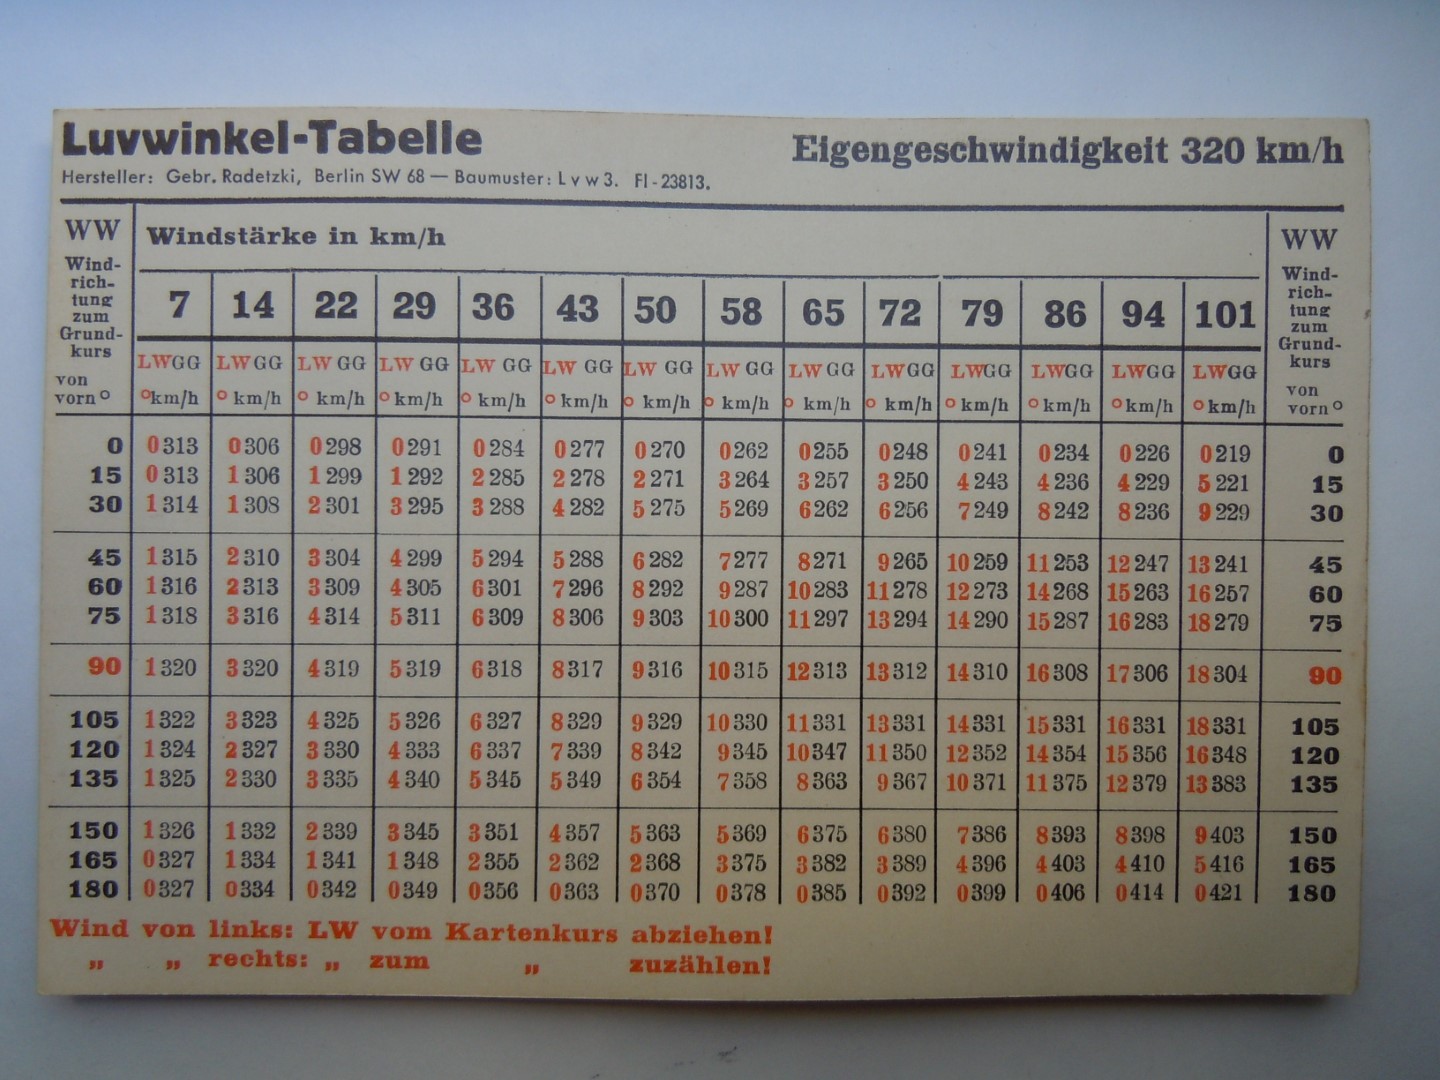 Luvwinkel-Tabelle Eigengeschwindigkeit 320 km/h
Hersteller: Gebr. Radetzki, Berlin SW 68 — Baumuster: Lvw3. Fl-23813.
WW Windstärke in km/h WW
Wind- Wind-
rich- rich-
tung tung
zum zum
Grund- Grund-
kurs kurs
von von
vorn° vorn°
7 14 22 29 36 43 50 58 65 72 79 86 94 101
LW GG LW GG LW GG LW GG LW GG LW GG LW GG LW GG LW GG LW GG LW GG LW GG LW GG LW GG
° km/h ° km/h ° km/h ° km/h ° km/h ° km/h ° km/h ° km/h ° km/h ° km/h ° km/h ° km/h ° km/h ° km/h
0 0 313 0 306 0 298 0 291 0 284 0 277 0 270 0 262 0 255 0 248 0 241 0 234 0 226 0 219 0
15 0 313 1 306 1 299 1 292 2 285 2 278 2 271 3 264 3 257 3 250 4 243 4 236 4 229 5 221 15
30 1 314 1 308 2 301 3 295 3 288 4 282 5 275 5 269 6 262 6 256 7 249 8 242 8 236 9 229 30
45 1 315 2 310 3 304 4 299 5 294 5 288 6 282 7 277 8 271 9 265 10 259 11 253 12 247 13 241 45
60 1 316 2 313 3 309 4 305 6 301 7 296 8 292 9 287 10 283 11 278 12 273 14 268 15 263 16 257 60
75 1 318 3 316 4 314 5 311 6 309 8 306 9 303 10 300 11 297 13 294 14 290 15 287 16 283 18 279 75
90 1 320 3 320 4 319 5 319 6 318 8 317 9 316 10 315 12 313 13 312 14 310 16 308 17 306 18 304 90
105 1 322 3 323 4 325 5 326 6 327 8 329 9 329 10 330 11 331 13 331 14 331 15 331 16 331 18 331 105
120 1 324 2 327 3 330 4 333 6 337 7 339 8 342 9 345 10 347 11 350 12 352 14 354 15 356 16 348 120
135 1 325 2 330 3 335 4 340 5 345 5 349 6 354 7 358 8 363 9 367 10 371 11 375 12 379 13 383 135
150 1 326 1 332 2 339 3 345 3 351 4 357 5 363 5 369 6 375 6 380 7 386 8 393 8 398 9 403 150
165 0 327 1 334 1 341 1 348 2 355 2 362 2 368 3 375 3 382 3 389 4 396 4 403 4 410 5 416 165
180 0 327 0 334 0 342 0 349 0 356 0 363 0 370 0 378 0 385 0 392 0 399 0 406 0 414 0 421 180
Wind von links: LW vom Kartenkurs abziehen!
„ „ rechts: „ zum „ zuzählen!